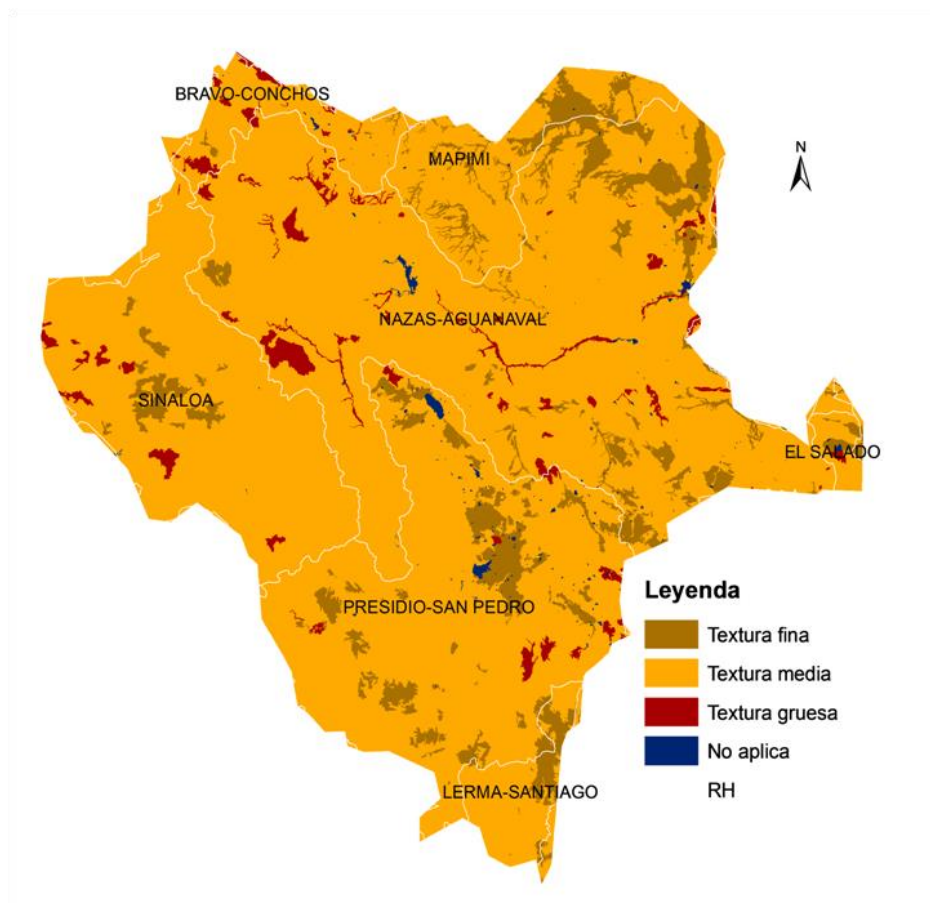 BRAVO-CONCHOS
MAPIMI
N
NAZAS-AGUANAVAL
SINALOA
EL SALADO
PRESIDIO-SAN PEDRO
LERMA-SANTIAGO
Leyenda
Textura fina
Textura media
Textura gruesa
No aplica
RH